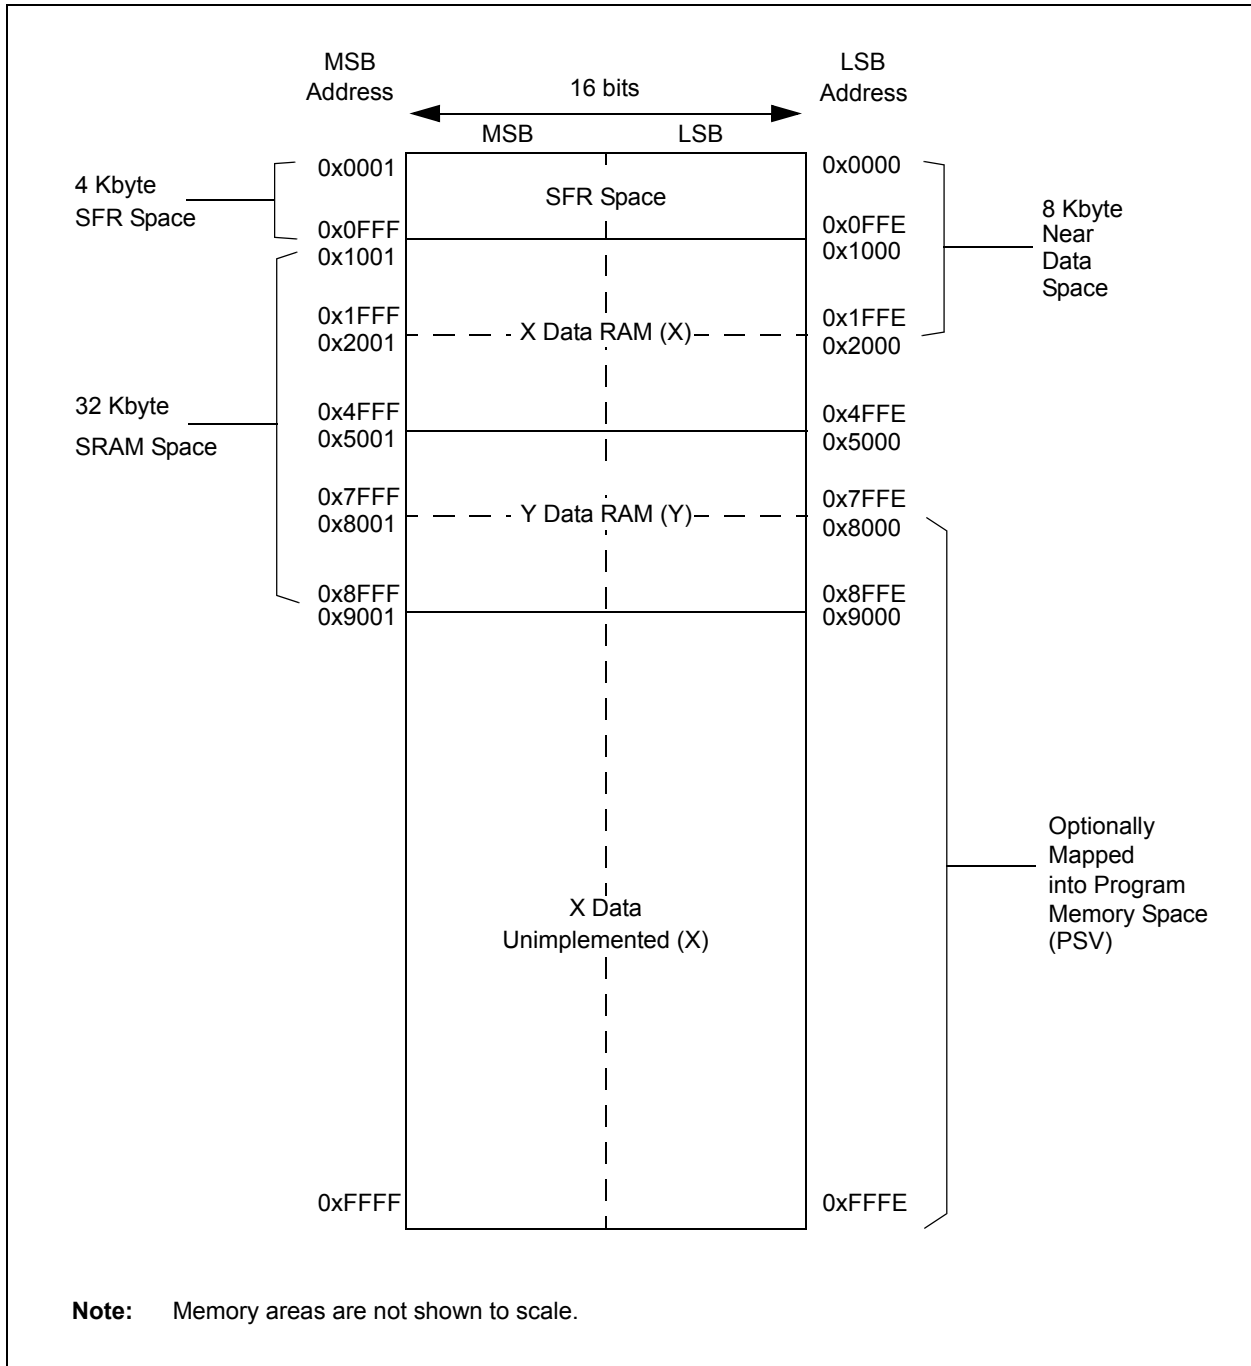 MSB
Address
16 bits
LSB
Address
MSB
LSB
4 Kbyte
SFR Space
0x0001
SFR Space
0x0000
0x0FFF
0x0FFE
0x1001
0x1000
8 Kbyte
Near
Data
Space
0x1FFF
0x1FFE
X Data RAM (X)
0x2001
0x2000
32 Kbyte
SRAM Space
0x4FFF
0x4FFE
0x5001
0x5000
0x7FFF
0x7FFE
Y Data RAM (Y)
0x8001
0x8000
0x8FFF
0x8FFE
0x9001
0x9000
X Data
Unimplemented (X)
Optionally
Mapped
into Program
Memory Space
(PSV)
0xFFFF
0xFFFE
Note: Memory areas are not shown to scale.